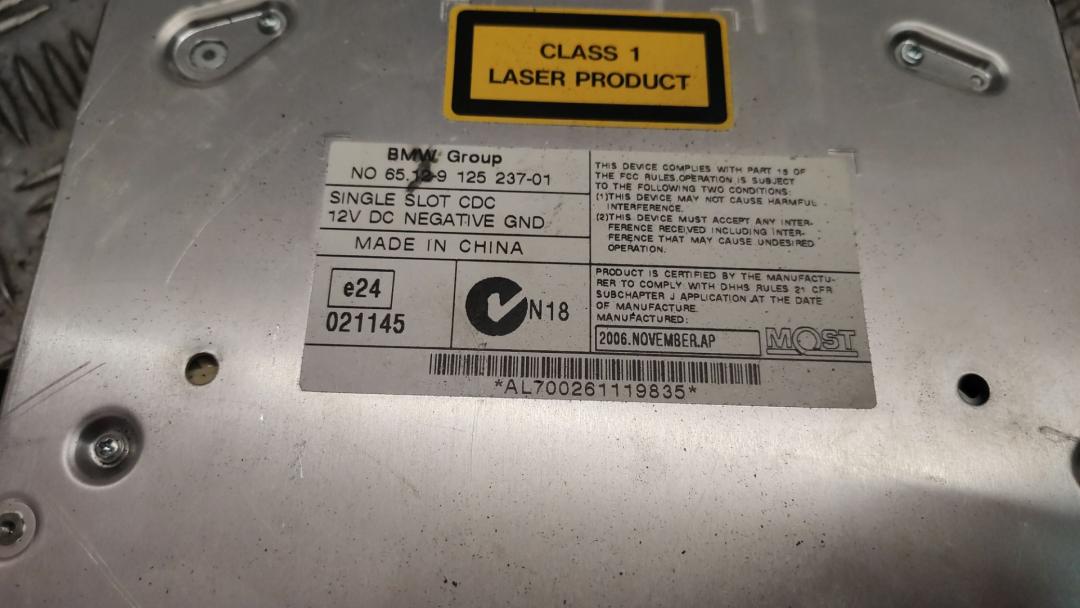 CLASS 1
LASER PRODUCT
BMW Group
NO 65.12-9 125 237-01
SINGLE SLOT CDC
12V DC NEGATIVE GND
MADE IN CHINA
e24
021145
N18
THIS DEVICE COMPLIES WITH PART 15 OF
THE FCC RULES,OPERATION IS SUBJECT
TO THE FOLLOWING TWO CONDITIONS:
(1)THIS DEVICE MAY NOT CAUSE HARMFUL
INTERFERENCE.
(2)THIS DEVICE MUST ACCEPT ANY INTER-
FERENCE RECEIVED INCLUDING INTER-
FERENCE THAT MAY CAUSE UNDESIRED
OPERATION.
PRODUCT IS CERTIFIED BY THE MANUFACTU-
RER TO COMPLY WITH DHHS RULES 21 CFR
SUBCHAPTER J APPLICATION AT THE DATE
OF MANUFACTURE.
MANUFACTURED:
2006.NOVEMBER.AP
MOST
*AL700261119835*